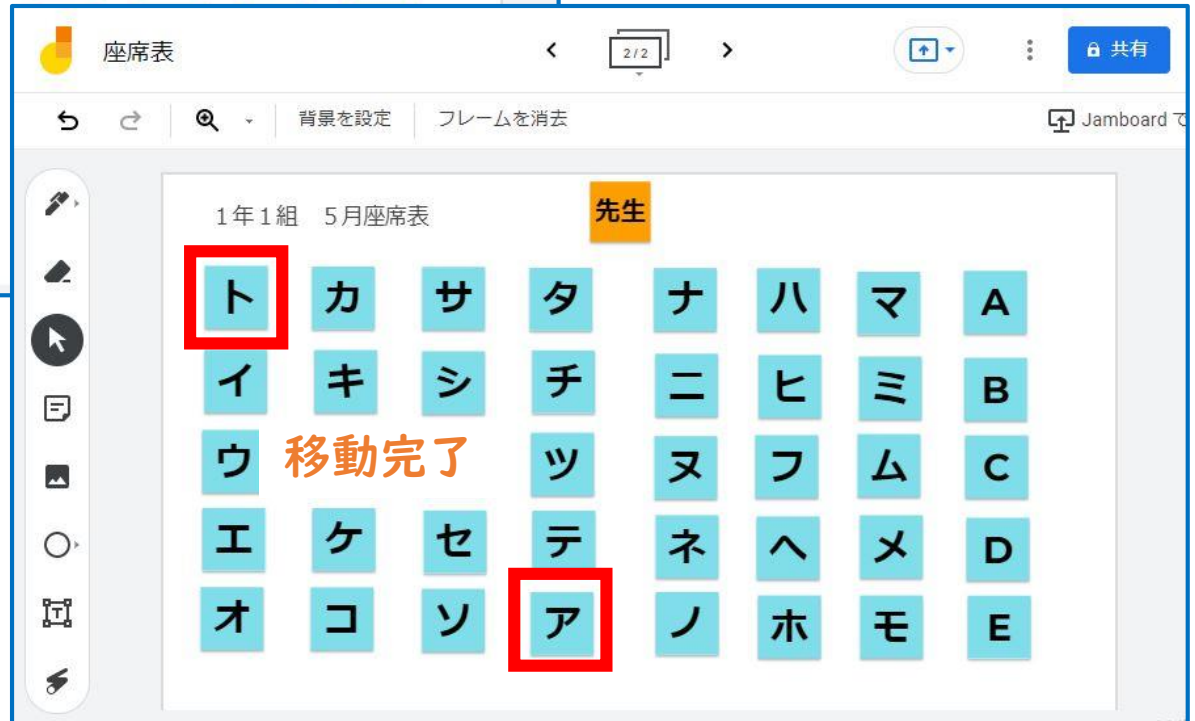 座席表
2/2
共有
背景を設定 フレームを消去
Jamboard で
1年1組 5月座席表
先生
ト カ サ タ ナ ハ マ A
イ キ シ チ ニ ヒ ミ B
ウ 移動完了 ツ ヌ フ ム C
エ ケ セ テ ネ ヘ メ D
オ コ ソ ア ノ ホ モ E